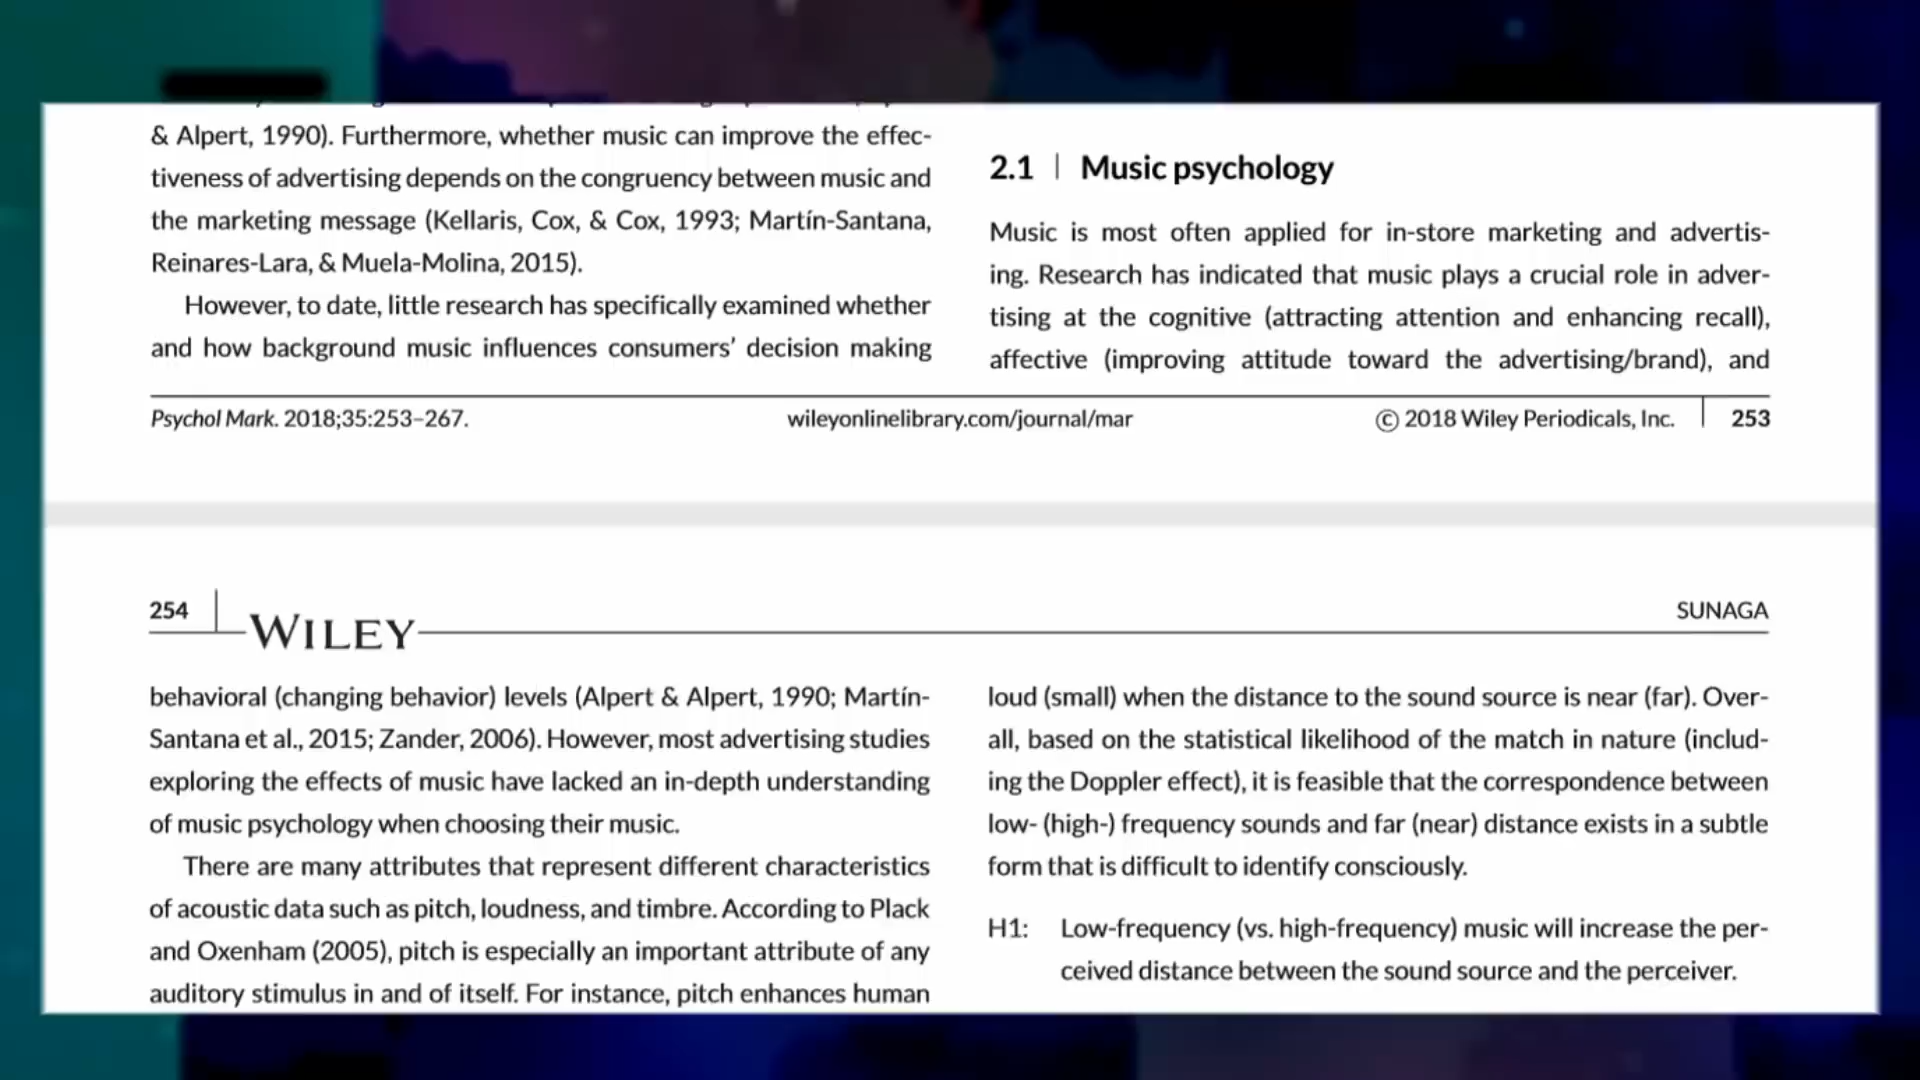 & Alpert, 1990). Furthermore, whether music can improve the effec-
tiveness of advertising depends on the congruency between music and
the marketing message (Kellaris, Cox, & Cox, 1993; Martín-Santana,
Reinares-Lara, & Muela-Molina, 2015).
However, to date, little research has specifically examined whether
and how background music influences consumers’ decision making
2.1 | Music psychology
Music is most often applied for in-store marketing and advertis-
ing. Research has indicated that music plays a crucial role in adver-
tising at the cognitive (attracting attention and enhancing recall),
affective (improving attitude toward the advertising/brand), and
Psychol Mark. 2018;35:253–267.
wileyonlinelibrary.com/journal/mar
© 2018 Wiley Periodicals, Inc.
253
254
WILEY
SUNAGA
behavioral (changing behavior) levels (Alpert & Alpert, 1990; Martín-
Santana et al., 2015; Zander, 2006). However, most advertising studies
exploring the effects of music have lacked an in-depth understanding
of music psychology when choosing their music.
There are many attributes that represent different characteristics
of acoustic data such as pitch, loudness, and timbre. According to Plack
and Oxenham (2005), pitch is especially an important attribute of any
auditory stimulus in and of itself. For instance, pitch enhances human
loud (small) when the distance to the sound source is near (far). Over-
all, based on the statistical likelihood of the match in nature (includ-
ing the Doppler effect), it is feasible that the correspondence between
low- (high-) frequency sounds and far (near) distance exists in a subtle
form that is difficult to identify consciously.
H1: Low-frequency (vs. high-frequency) music will increase the per-
ceived distance between the sound source and the perceiver.